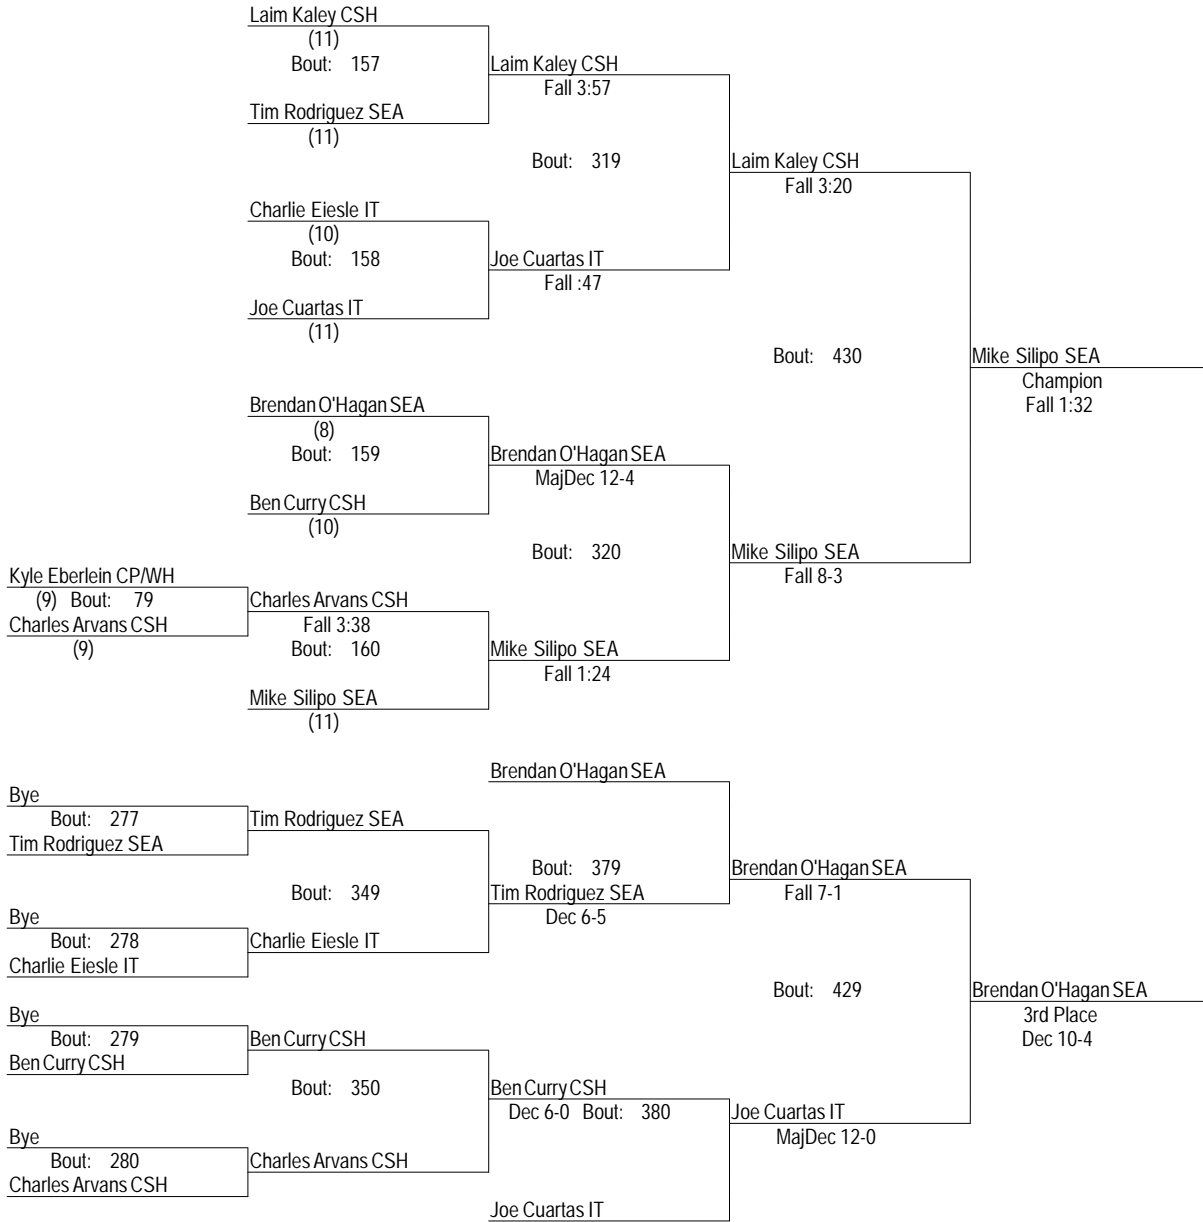 Laim Kaley CSH
(11)
Bout: 157
Laim Kaley CSH
Fall 3:57
Tim Rodriguez SEA
(11)
Bout: 319
Laim Kaley CSH
Fall 3:20
Charlie Eiesle IT
(10)
Bout: 158
Joe Cuartas IT
Fall :47
Joe Cuartas IT
(11)
Bout: 430
Mike Silipo SEA
Champion
Fall 1:32
Brendan O'Hagan SEA
(8)
Bout: 159
Brendan O'Hagan SEA
MajDec 12-4
Ben Curry CSH
(10)
Bout: 320
Mike Silipo SEA
Fall 8-3
Kyle Eberlein CP/WH
(9) Bout: 79
Charles Arvans CSH
(9)
Charles Arvans CSH
Fall 3:38
Bout: 160
Mike Silipo SEA
Fall 1:24
Mike Silipo SEA
(11)
Brendan O'Hagan SEA
Bye
Bout: 277
Tim Rodriguez SEA
Tim Rodriguez SEA
Bout: 379
Brendan O'Hagan SEA
Fall 7-1
Bout: 349
Tim Rodriguez SEA
Dec 6-5
Bye
Bout: 278
Charlie Eiesle IT
Charlie Eiesle IT
Bout: 429
Brendan O'Hagan SEA
3rd Place
Dec 10-4
Bye
Bout: 279
Ben Curry CSH
Ben Curry CSH
Bout: 350
Ben Curry CSH
Dec 6-0 Bout: 380
Joe Cuartas IT
MajDec 12-0
Bye
Bout: 280
Charles Arvans CSH
Charles Arvans CSH
Joe Cuartas IT